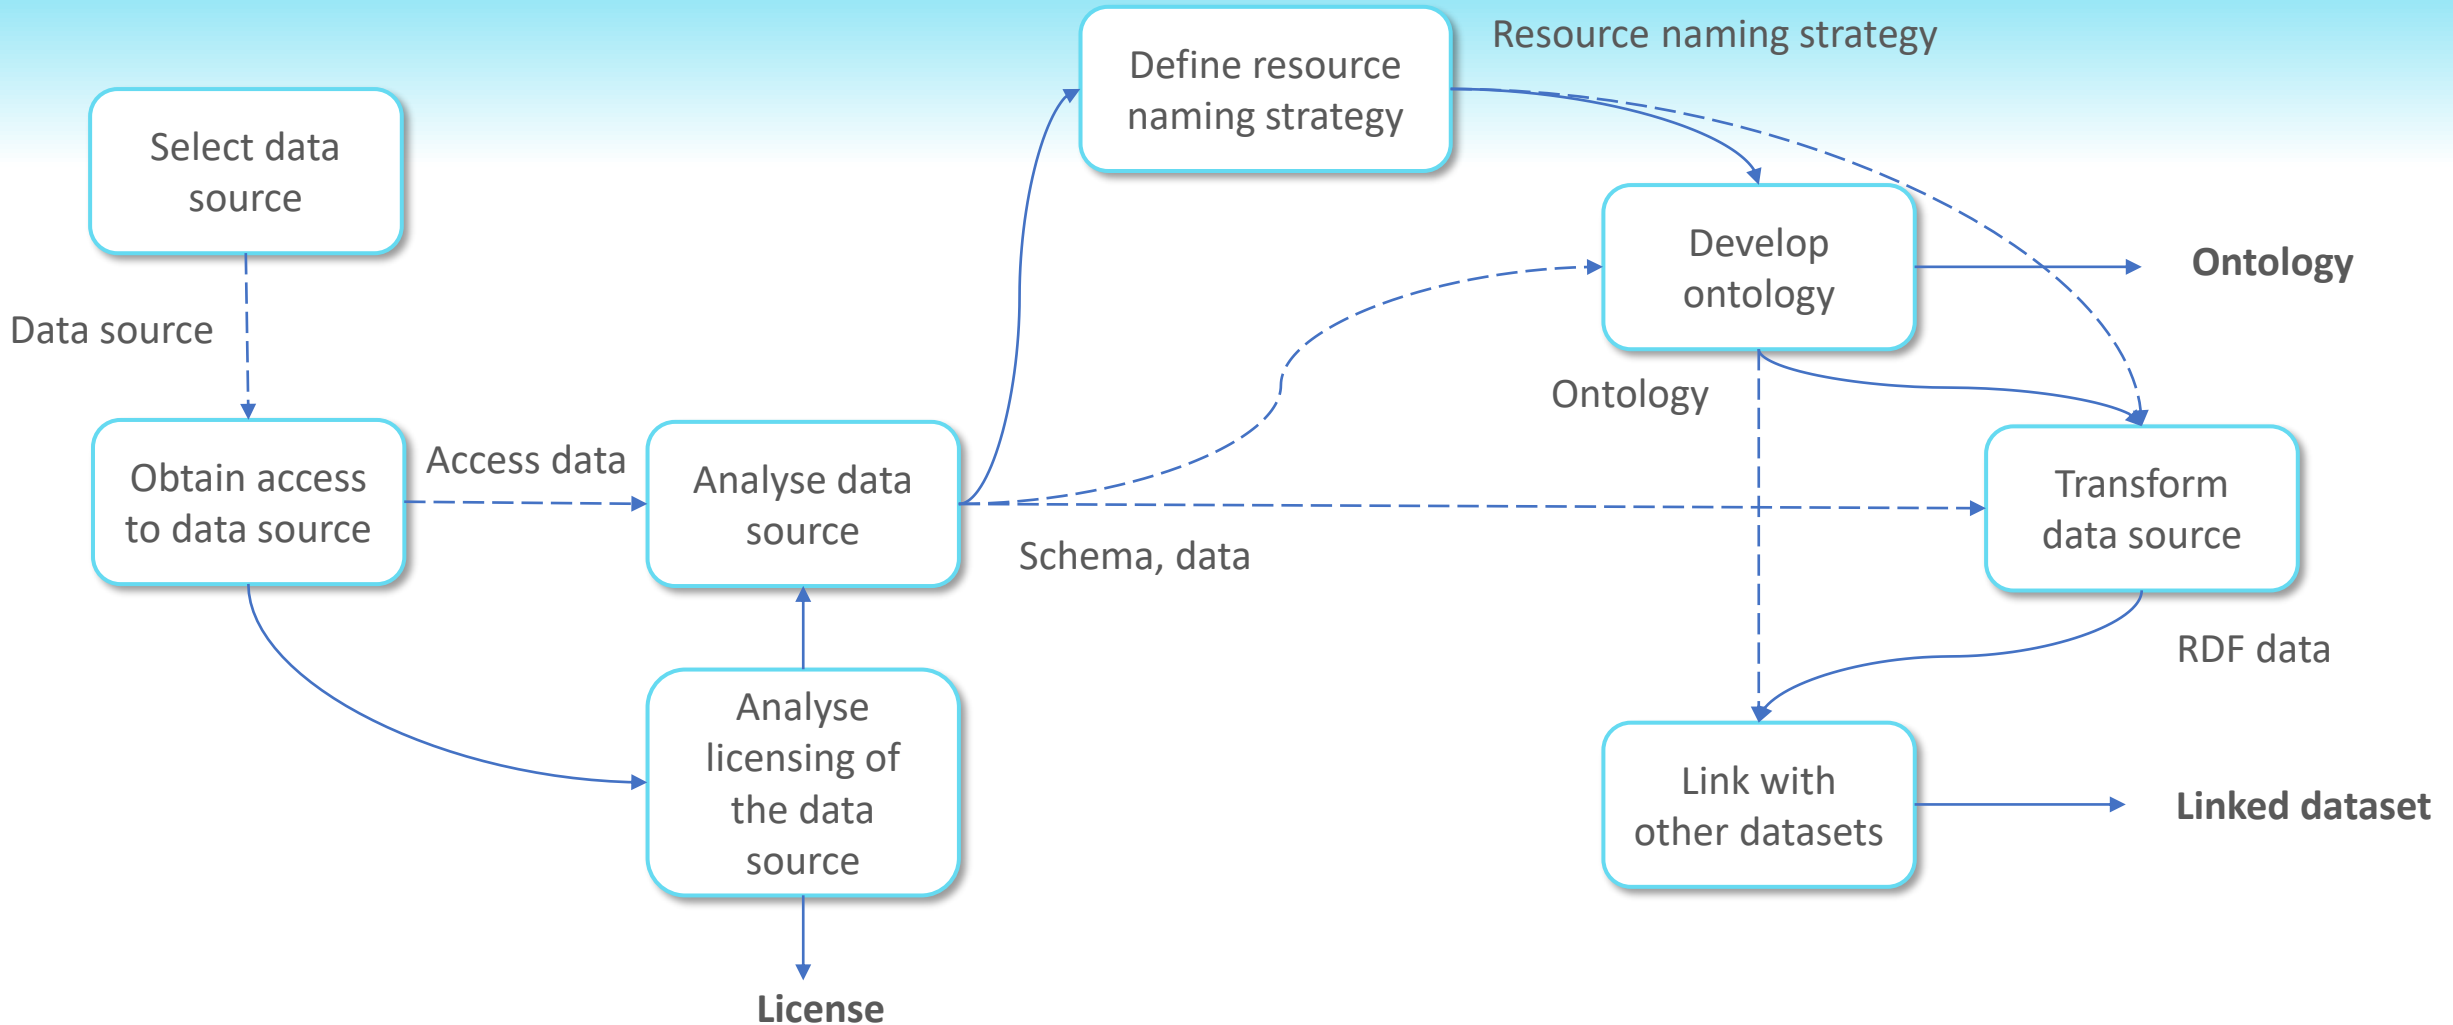 Resource naming strategy
Define resource
naming strategy
Select data
source
Develop
ontology
Ontology
Data source
Ontology
Access data
Obtain access
to data source
Analyse data
source
Transform
data source
Schema, data
RDF data
Analyse
licensing of
the data
source
Link with
other datasets
Linked dataset
License